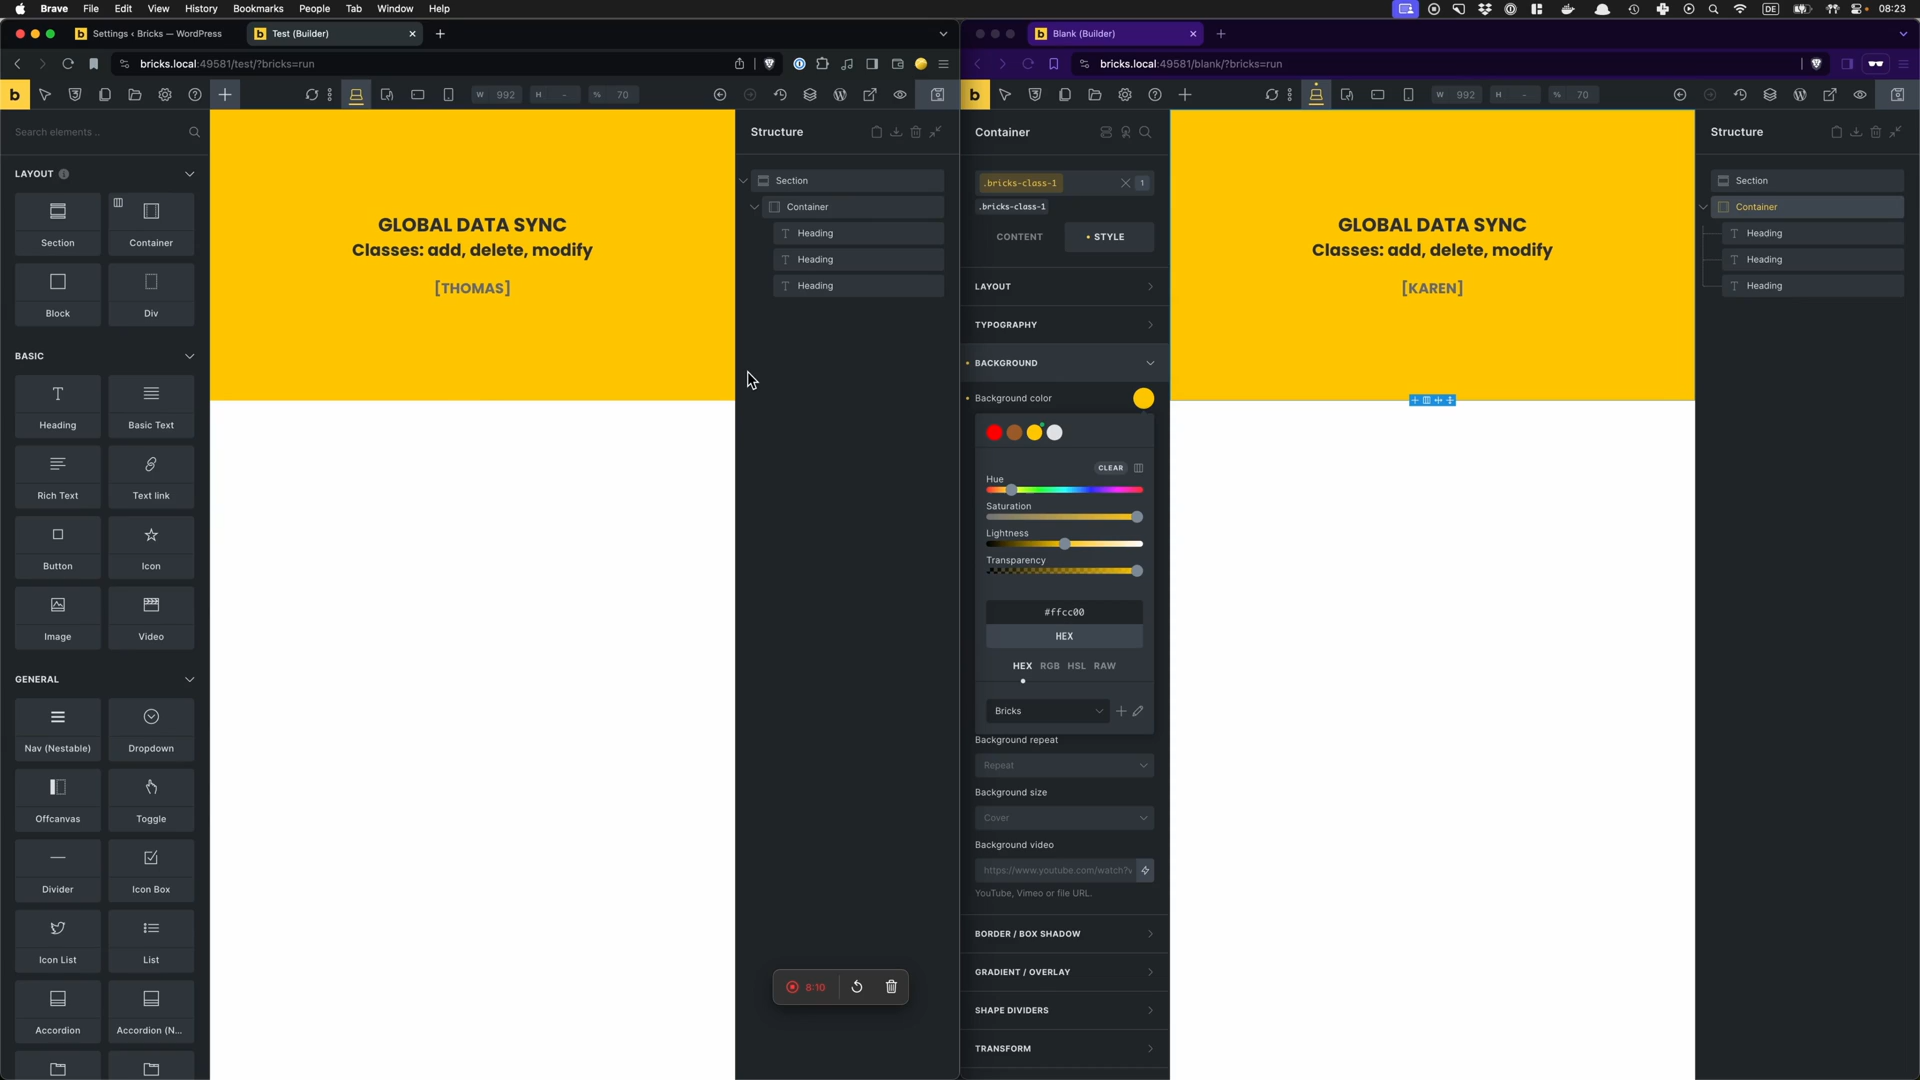 Brave File Edit View History Bookmarks People Tab Window Help
DE
08:23
Settings ‹ Bricks — WordPress
Test (Builder)
bricks.local:49581/test/?bricks=run
W 992 H - % 70
Search elements ..
LAYOUT
Section
Container
Block
Div
BASIC
Heading
Basic Text
Rich Text
Text link
Button
Icon
Image
Video
GENERAL
Nav (Nestable)
Dropdown
Offcanvas
Toggle
Divider
Icon Box
Icon List
List
Accordion
Accordion (N...
GLOBAL DATA SYNC
Classes: add, delete, modify
[THOMAS]
Structure
Section
Container
Heading
Heading
Heading
8:10
Blank (Builder)
bricks.local:49581/blank/?bricks=run
W 992 H - % 70
Container
.bricks-class-1
1
.bricks-class-1
CONTENT
STYLE
LAYOUT
TYPOGRAPHY
BACKGROUND
Background color
CLEAR
Hue
Saturation
Lightness
Transparency
#ffcc00
HEX
HEX RGB HSL RAW
Bricks
Background repeat
Repeat
Background size
Cover
Background video
https://www.youtube.com/watch?v
YouTube, Vimeo or file URL.
BORDER / BOX SHADOW
GRADIENT / OVERLAY
SHAPE DIVIDERS
TRANSFORM
GLOBAL DATA SYNC
Classes: add, delete, modify
[KAREN]
Structure
Section
Container
Heading
Heading
Heading